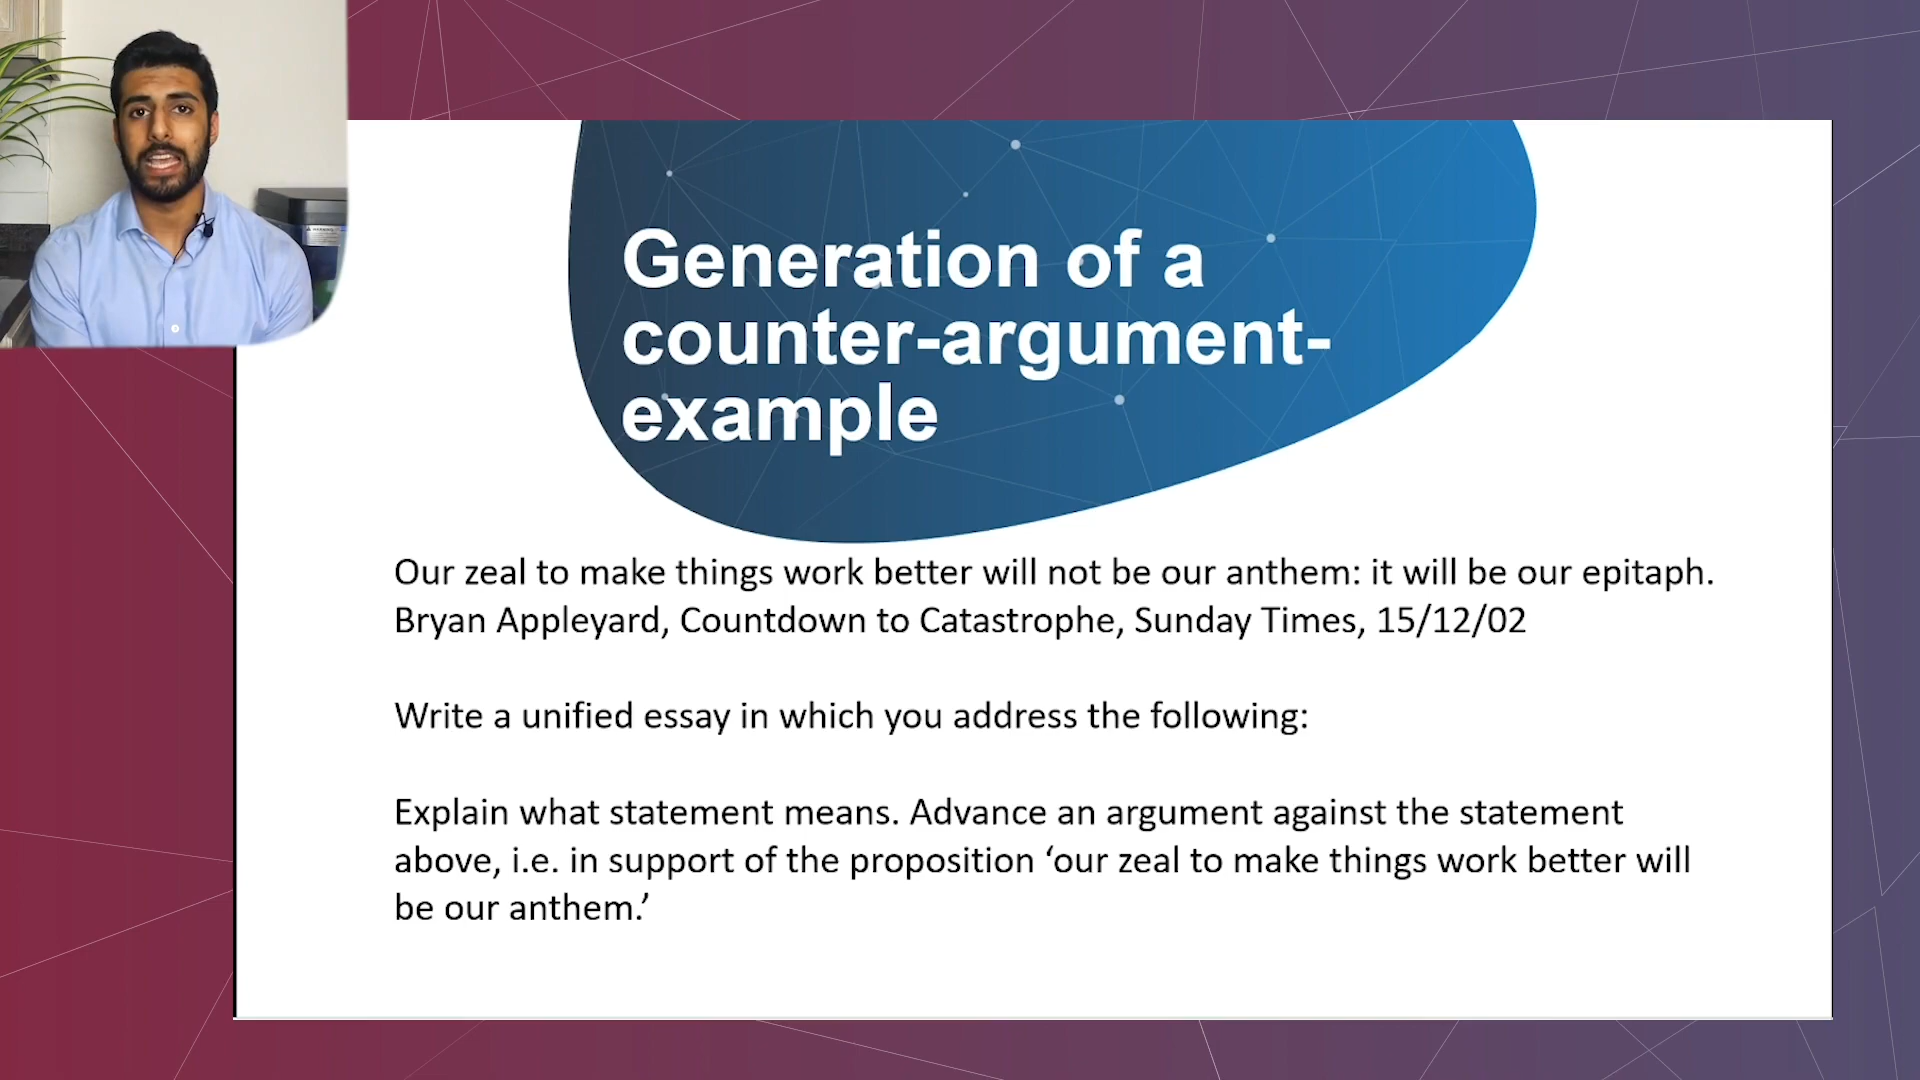 Generation of a
counter-argument-
example
Our zeal to make things work better will not be our anthem: it will be our epitaph.
Bryan Appleyard, Countdown to Catastrophe, Sunday Times, 15/12/02
Write a unified essay in which you address the following:
Explain what statement means. Advance an argument against the statement
above, i.e. in support of the proposition ‘our zeal to make things work better will
be our anthem.’